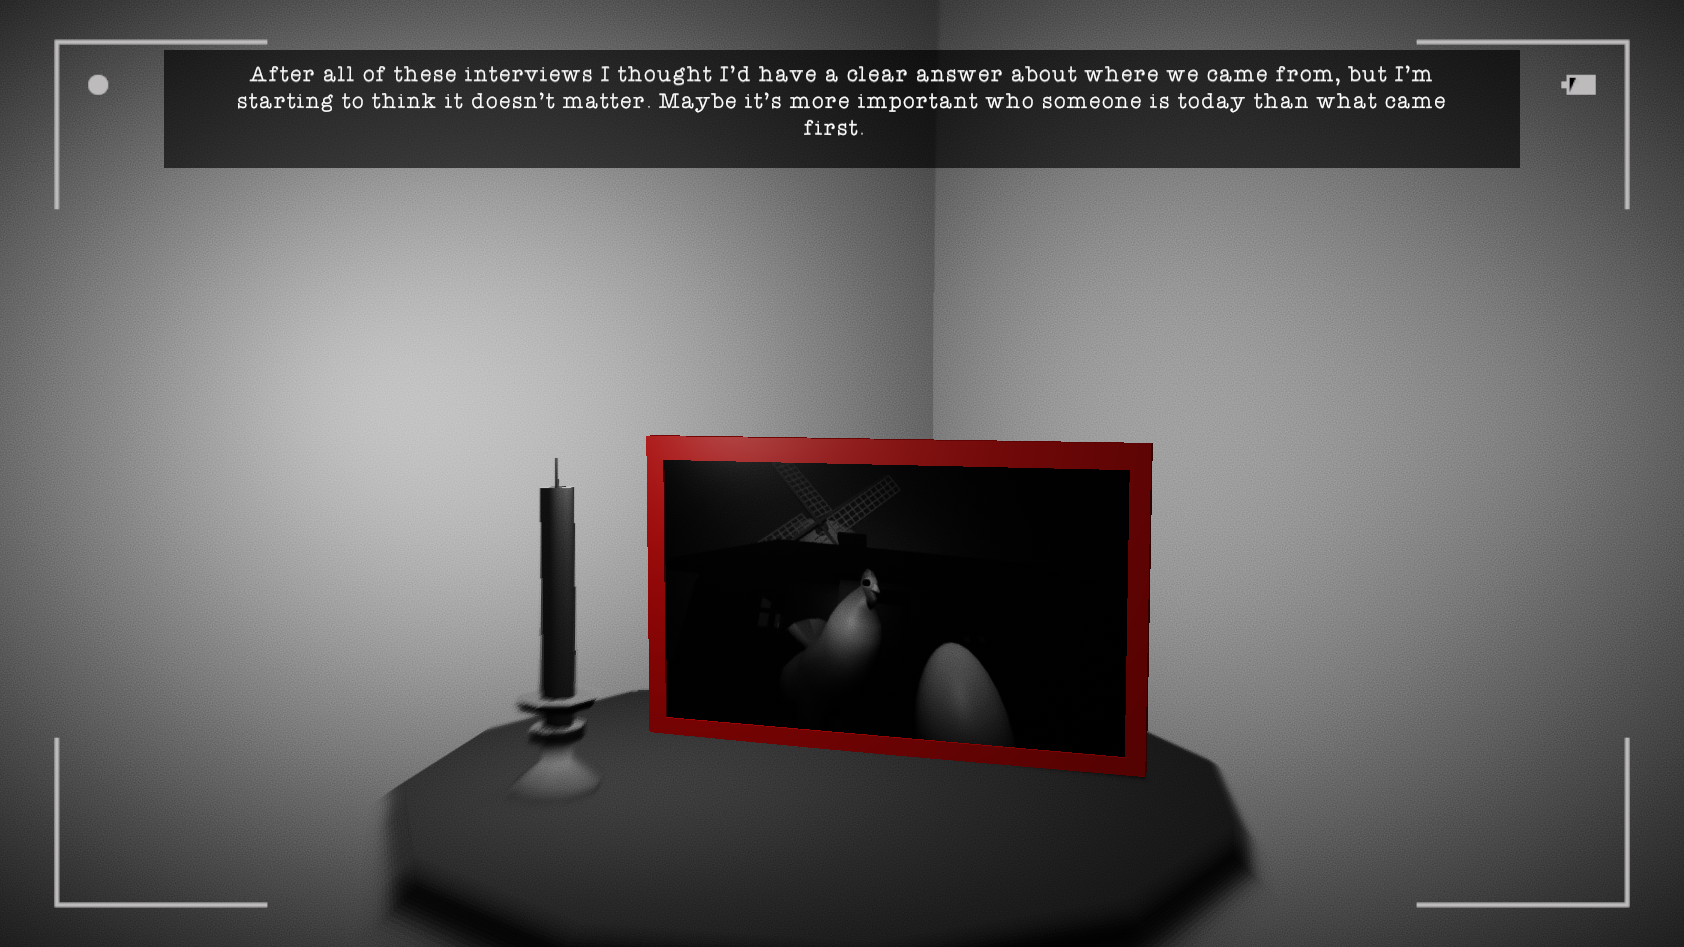 After all of these interviews I thought I'd have a clear answer about where we came from, but I'm
starting to think it doesn't matter. Maybe it's more important who someone is today than what came
first.